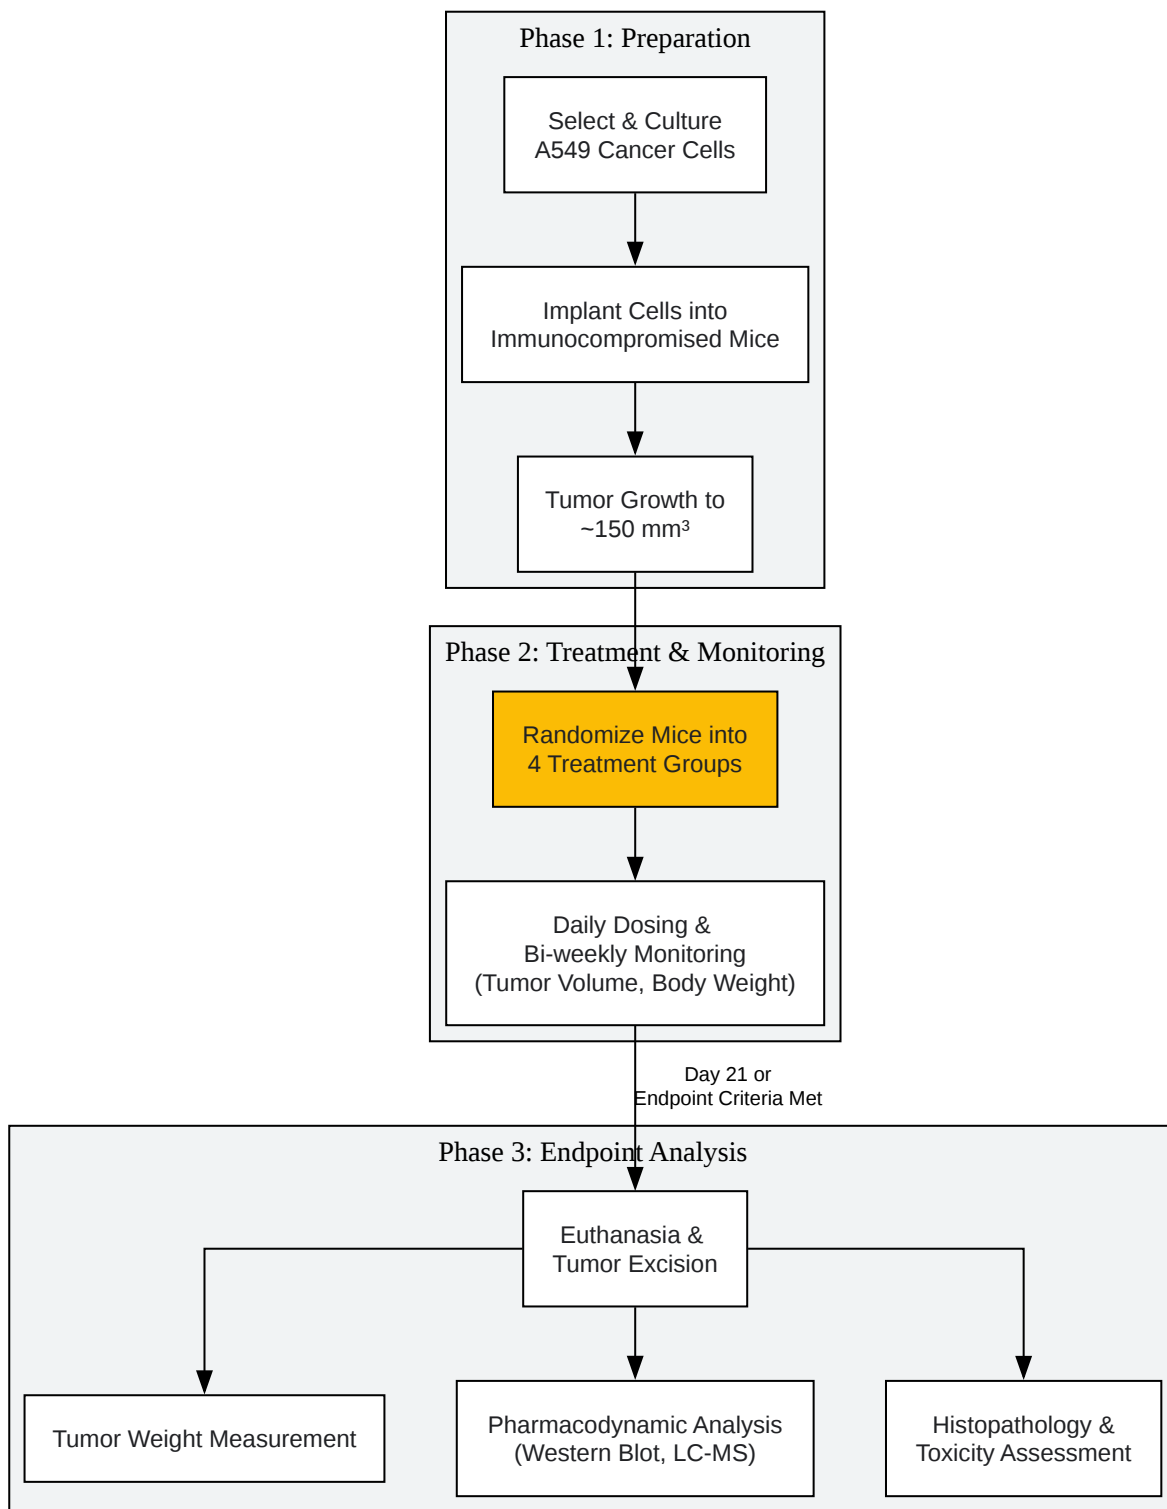 Phase 1: Preparation
Select & Culture
A549 Cancer Cells
Implant Cells into
Immunocompromised Mice
Tumor Growth to
~150 mm³
Phase 2: Treatment & Monitoring
Randomize Mice into
4 Treatment Groups
Daily Dosing &
Bi-weekly Monitoring
(Tumor Volume, Body Weight)
Day 21 or
Endpoint Criteria Met
Phase 3: Endpoint Analysis
Euthanasia &
Tumor Excision
Tumor Weight Measurement
Pharmacodynamic Analysis
(Western Blot, LC-MS)
Histopathology &
Toxicity Assessment